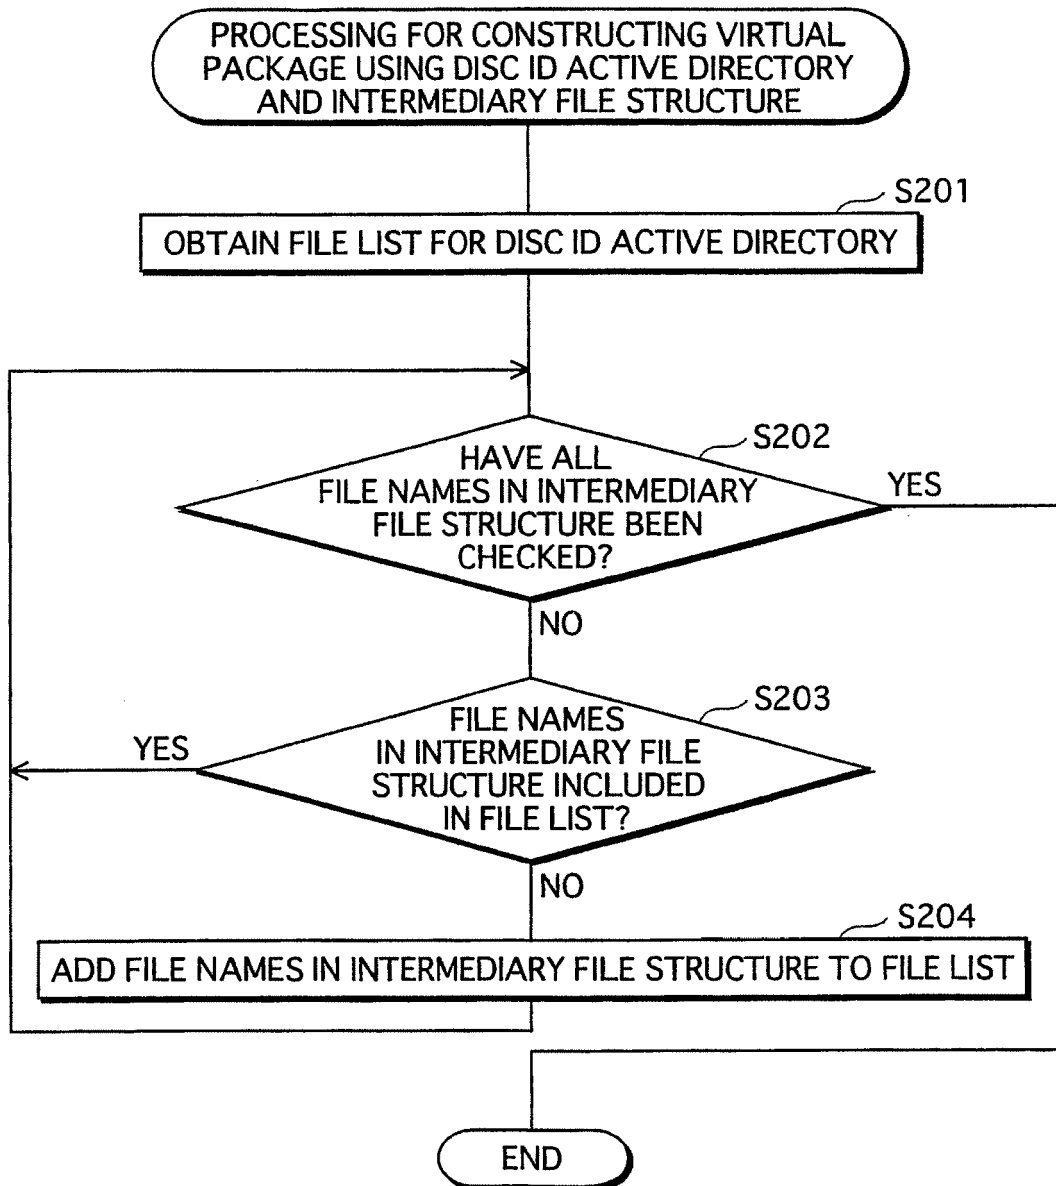 PROCESSING FOR CONSTRUCTING VIRTUAL
PACKAGE USING DISC ID ACTIVE DIRECTORY
AND INTERMEDIARY FILE STRUCTURE
S201
OBTAIN FILE LIST FOR DISC ID ACTIVE DIRECTORY
S202
HAVE ALL
FILE NAMES IN INTERMEDIARY
FILE STRUCTURE BEEN
CHECKED?
YES
NO
S203
FILE NAMES
IN INTERMEDIARY FILE
STRUCTURE INCLUDED
IN FILE LIST?
YES
NO
S204
ADD FILE NAMES IN INTERMEDIARY FILE STRUCTURE TO FILE LIST
END